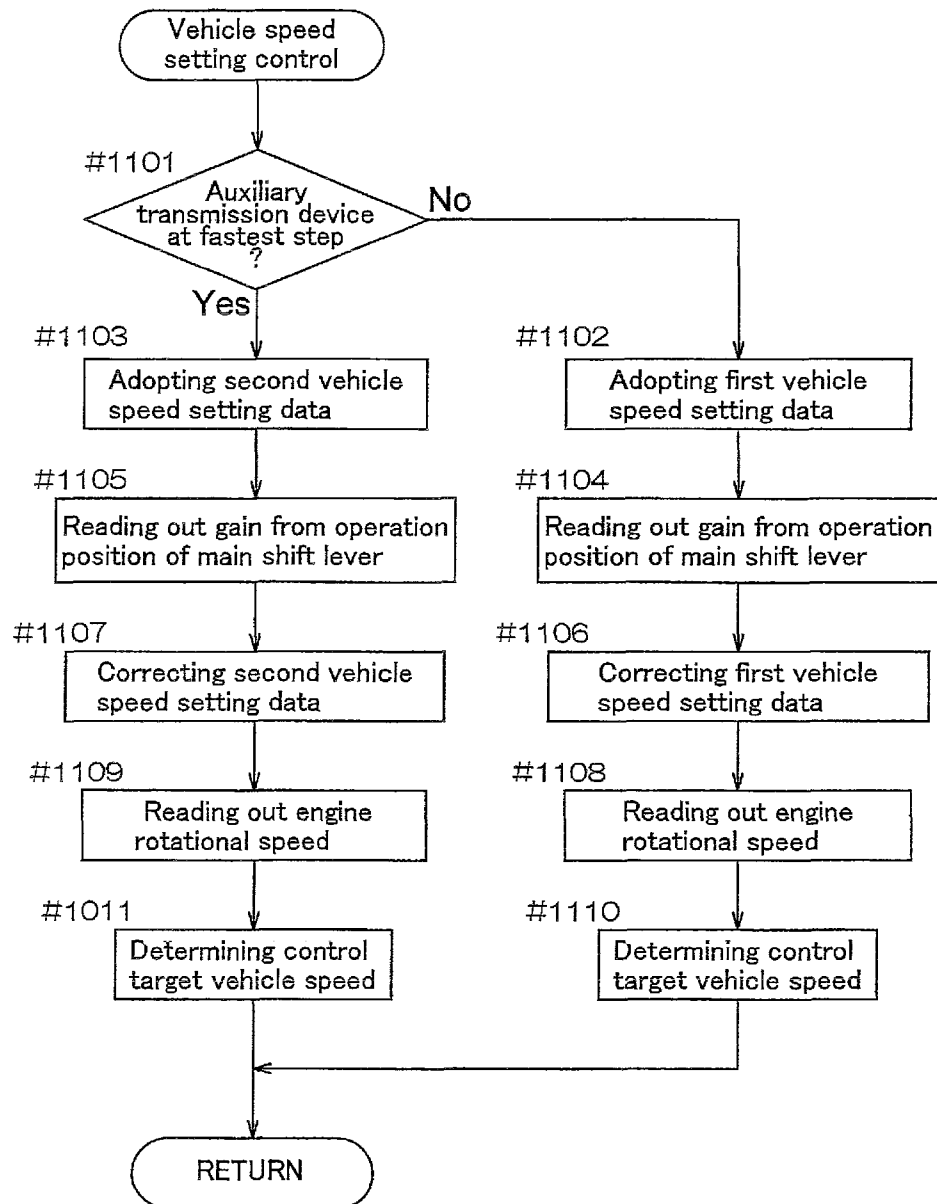 Vehicle speed
setting control
#1101
Auxiliary
transmission device
at fastest step
?
No
Yes
#1103
Adopting second vehicle
speed setting data
#1102
Adopting first vehicle
speed setting data
#1105
Reading out gain from operation
position of main shift lever
#1104
Reading out gain from operation
position of main shift lever
#1107
Correcting second vehicle
speed setting data
#1106
Correcting first vehicle
speed setting data
#1109
Reading out engine
rotational speed
#1108
Reading out engine
rotational speed
#1011
Determining control
target vehicle speed
#1110
Determining control
target vehicle speed
RETURN